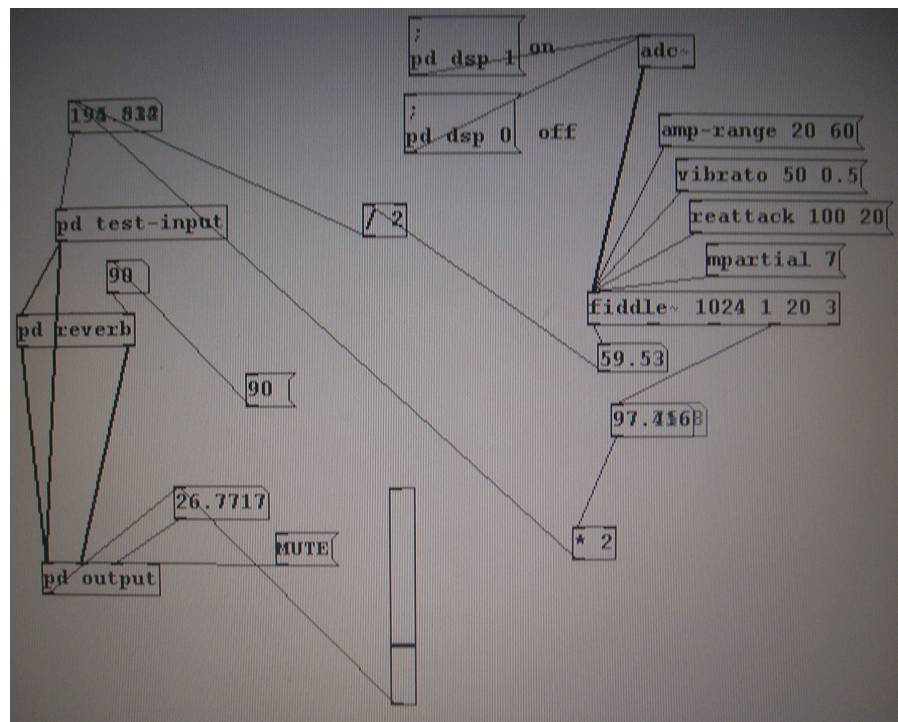 ;
pd dsp 1
on
adc~
;
pd dsp 0
off
amp-range 20 60
vibrato 50 0.5
/ 2
reattack 100 20
pd test-input
mpartial 7
90
fiddle~ 1024 1 20 3
pd reverb
59.53
90
26.7717
* 2
MUTE
pd output